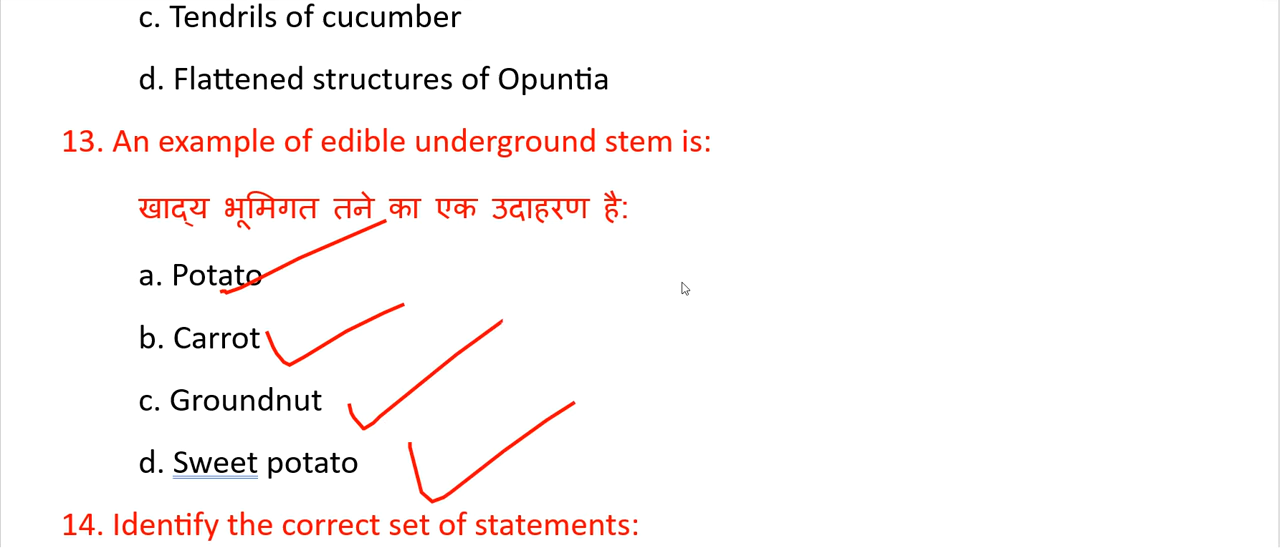 c. Tendrils of cucumber
d. Flattened structures of Opuntia
13. An example of edible underground stem is:
खाद्य भूमिगत तने का एक उदाहरण है:
a. Potato
b. Carrot
c. Groundnut
d. Sweet potato
14. Identify the correct set of statements: